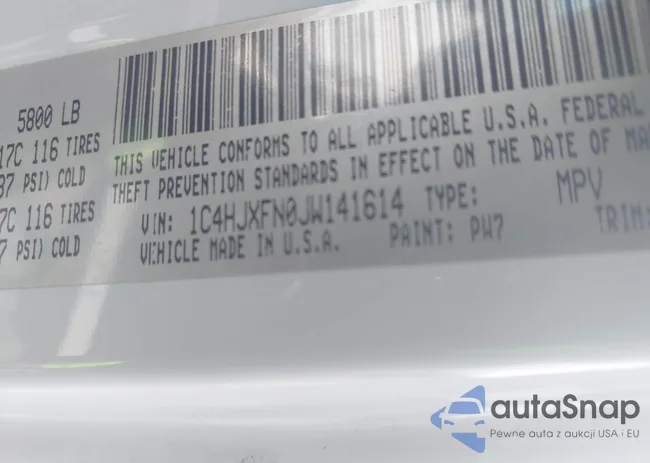 5800 LB
17C 116 TIRES
37 PSI) COLD
7C 116 TIRES
7 PSI) COLD
THIS VEHICLE CONFORMS TO ALL APPLICABLE U.S.A. FEDERAL
THEFT PREVENTION STANDARDS IN EFFECT ON THE DATE OF MA
VIN: 1C4HJXFN0JW141614 TYPE: MPV
VEHICLE MADE IN U.S.A. PAINT: PW7 TRIM:
autaSnap
Pewne auta z aukcji USA i EU